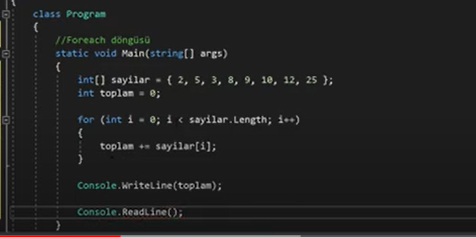 {
class Program
{
//Foreach döngüsü
static void Main(string[] args)
{
int[] sayilar = { 2, 5, 3, 8, 9, 10, 12, 25 };
int toplam = 0;
for (int i = 0; i < sayilar.Length; i++)
{
toplam += sayilar[i];
}
Console.WriteLine(toplam);
Console.ReadLine();
}